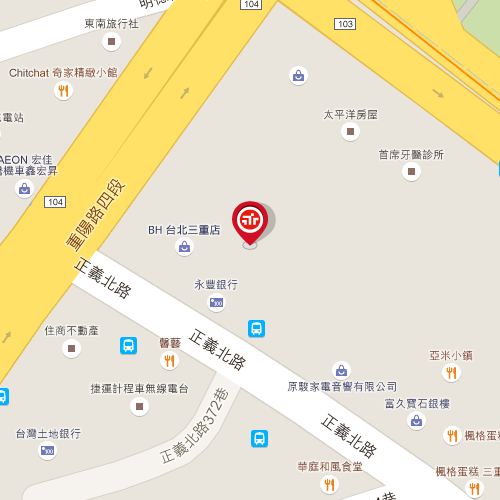 明德
104
103
東南旅行社
Chitchat 奇家精緻小館
電站
太平洋房屋
首席牙醫診所
AEON 宏佳
機車鑫宏昇
104
重陽路四段
BH 台北三重店
正義北路
永豐銀行
住商不動產
馨藝
正義北路
亞米小鎮
捷運計程車無線電台
原駿家電音響有限公司
正義北路372巷
富久寶石銀樓
正義北路
台灣土地銀行
楓格蛋糕
華庭和風食堂
楓格蛋糕 三重
巷